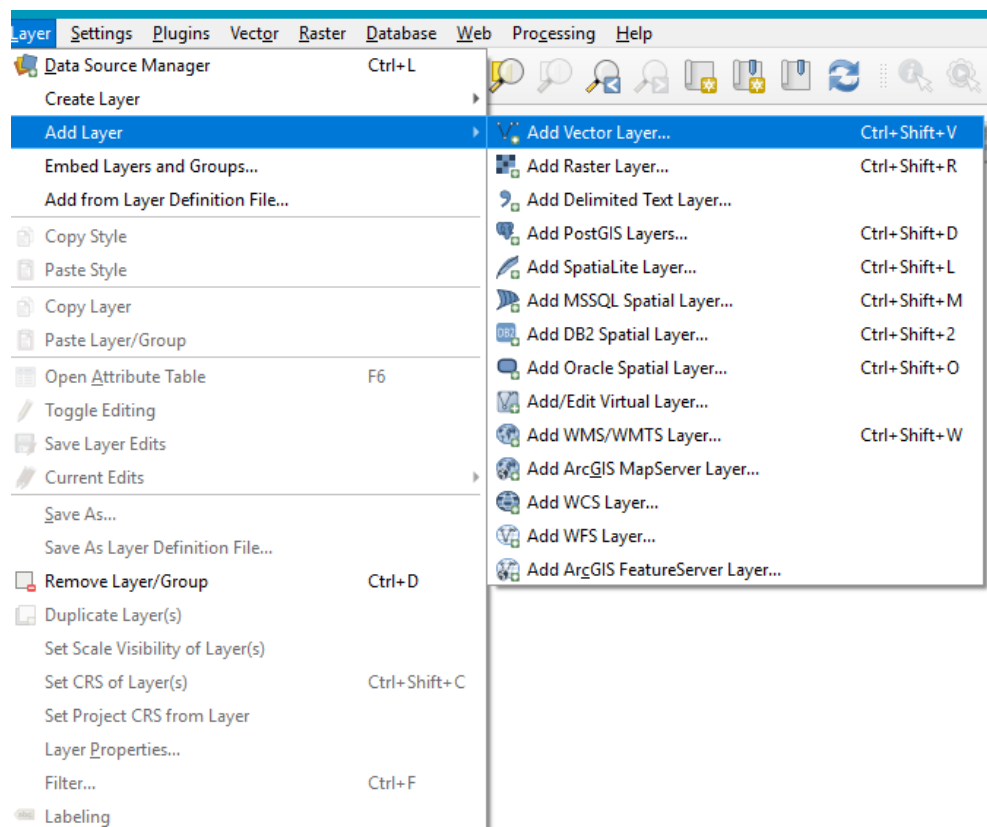 Layer Settings Plugins Vector Raster Database Web Processing Help
Data Source Manager Ctrl+L
Create Layer
Add Layer
Embed Layers and Groups...
Add from Layer Definition File...
Copy Style
Paste Style
Copy Layer
Paste Layer/Group
Open Attribute Table F6
Toggle Editing
Save Layer Edits
Current Edits
Save As...
Save As Layer Definition File...
Remove Layer/Group Ctrl+D
Duplicate Layer(s)
Set Scale Visibility of Layer(s)
Set CRS of Layer(s) Ctrl+Shift+C
Set Project CRS from Layer
Layer Properties...
Filter... Ctrl+F
abc Labeling
Add Vector Layer... Ctrl+Shift+V
Add Raster Layer... Ctrl+Shift+R
Add Delimited Text Layer...
Add PostGIS Layers... Ctrl+Shift+D
Add SpatiaLite Layer... Ctrl+Shift+L
Add MSSQL Spatial Layer... Ctrl+Shift+M
DB2 Add DB2 Spatial Layer... Ctrl+Shift+2
Add Oracle Spatial Layer... Ctrl+Shift+O
Add/Edit Virtual Layer...
Add WMS/WMTS Layer... Ctrl+Shift+W
Add ArcGIS MapServer Layer...
Add WCS Layer...
Add WFS Layer...
Add ArcGIS FeatureServer Layer...